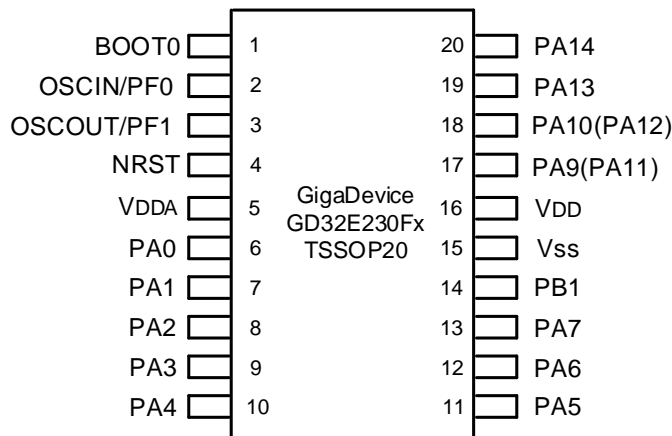 BOOT0 1 20 PA14
OSCIN/PF0 2 19 PA13
OSCOUT/PF1 3 18 PA10(PA12)
NRST 4 17 PA9(PA11)
GigaDevice
VDDA 5 16 VDD
GD32E230Fx
TSSOP20
PA0 6 15 Vss
PA1 7 14 PB1
PA2 8 13 PA7
PA3 9 12 PA6
PA4 10 11 PA5